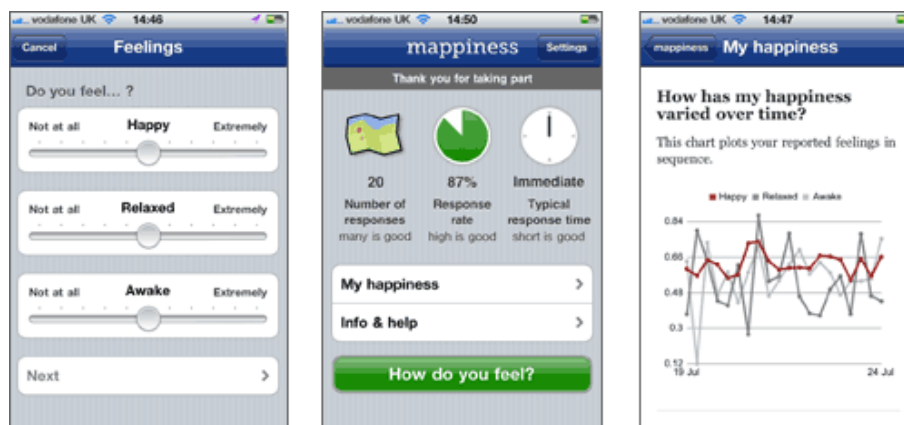 vodafone UK 14:46
Cancel Feelings
Do you feel... ?
Not at all Happy Extremely
Not at all Relaxed Extremely
Not at all Awake Extremely
Next
vodafone UK 14:50
mappiness Settings
Thank you for taking part
20 87% Immediate
Number of Response Typical
responses rate response time
many is good high is good short is good
My happiness
Info & help
How do you feel?
vodafone UK 14:47
mappiness My happiness
How has my happiness
varied over time?
This chart plots your reported feelings in
sequence.
Happy Relaxed Awake
0.84
0.66
0.48
0.3
0.12
19 Jul 24 Jul